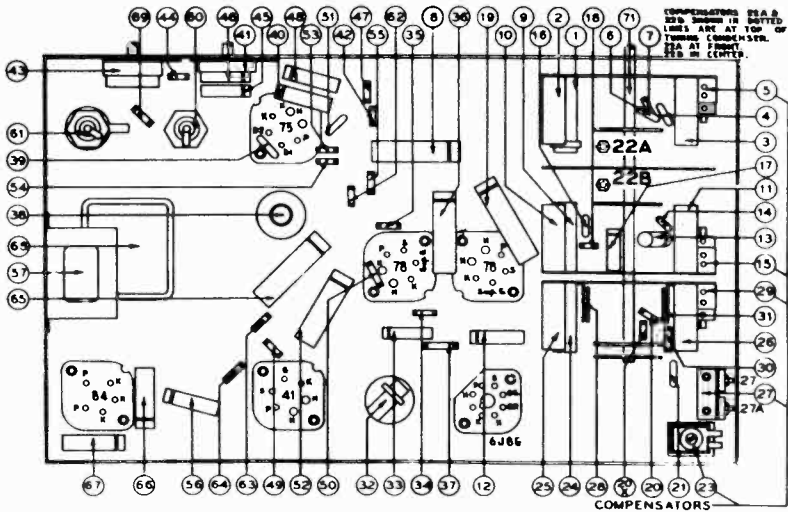 COMPENSATORS 22A &
22B SHOWN IN DOTTED
LINES ARE AT TOP OF
TUNING CONDENSER.
22A AT FRONT.
22B IN CENTER.
69 44 60 46 41 45 40 48 53 51 42 47 55 62 35 8 36 19 10 9 16 18 6 2 1 71 7
43
61
39
54
38
68
57
65
5
4
3
17
11
14
13
15
29
31
26
30
27
27
27A
22A
22B
75
78
78
84
41
6J8G
67 66 56 64 63 49 52 50 32 33 34 37 12 25 24 28 20 21 23
COMPENSATORS